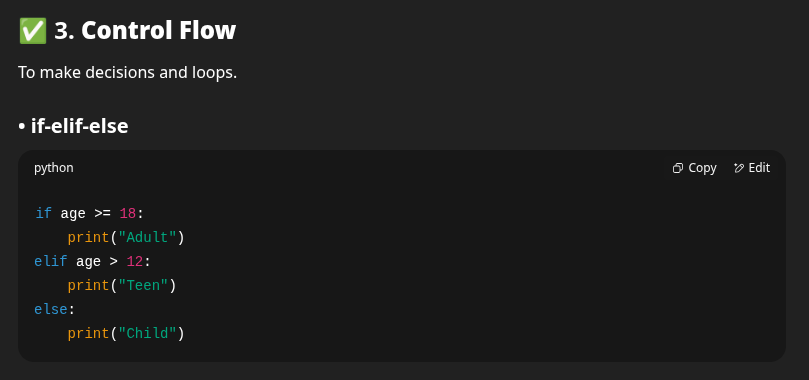 ✅ 3. Control Flow
To make decisions and loops.
• if-elif-else
python Copy Edit
if age >= 18:
    print("Adult")
elif age > 12:
    print("Teen")
else:
    print("Child")